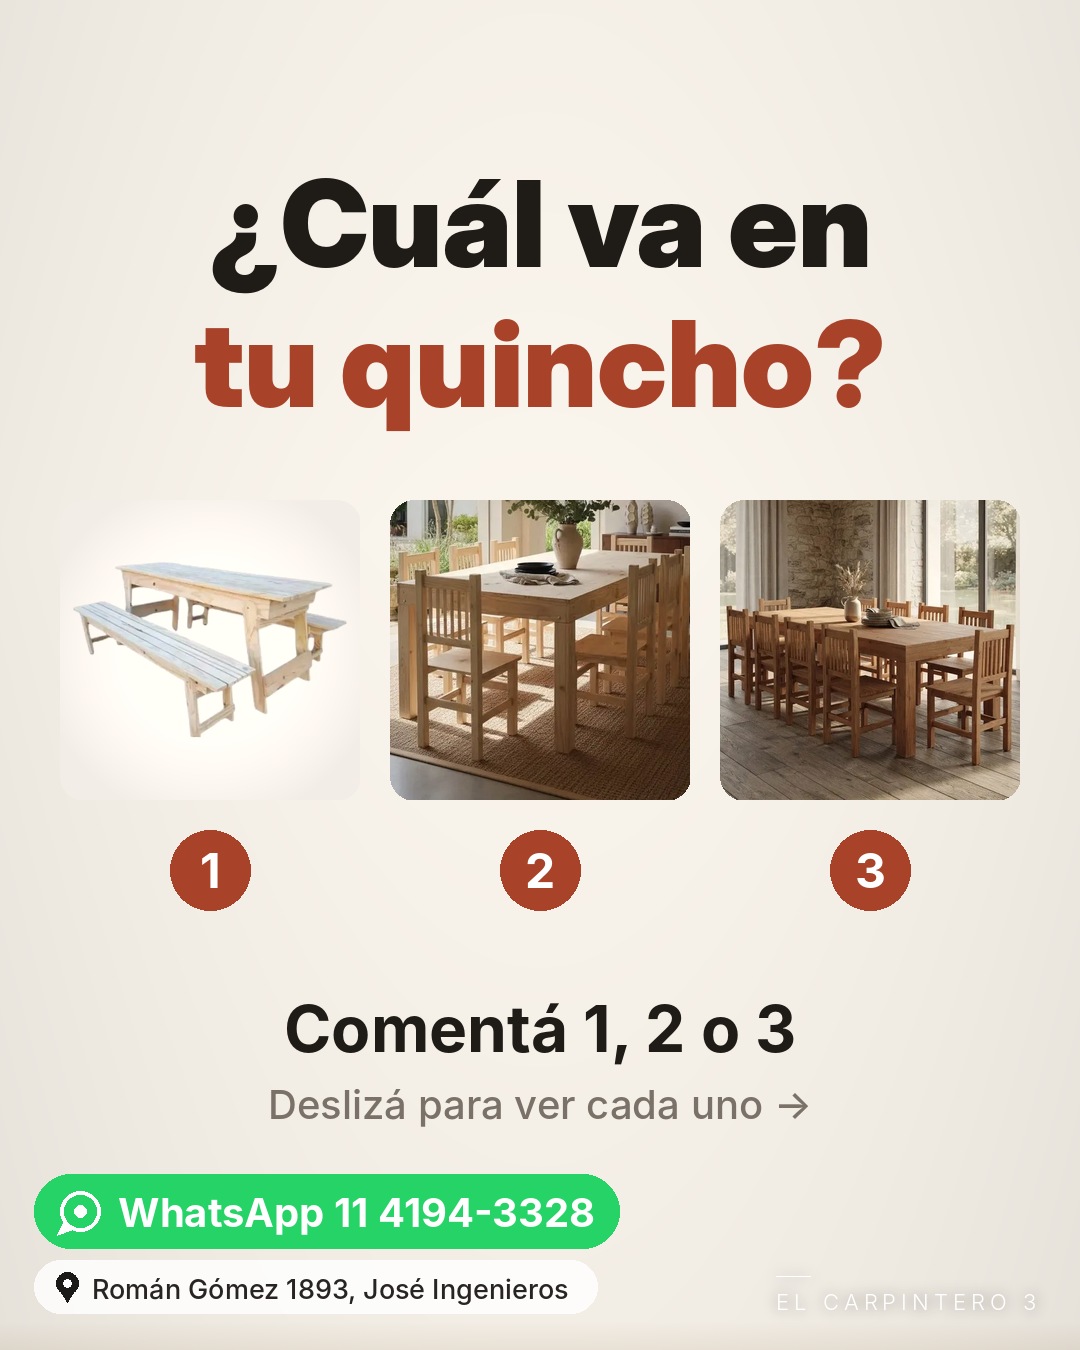 ¿Cuál va en
tu quincho?
1
2
3
Comentá 1, 2 o 3
Deslizá para ver cada uno →
WhatsApp 11 4194-3328
Román Gómez 1893, José Ingenieros
EL CARPINTERO 3